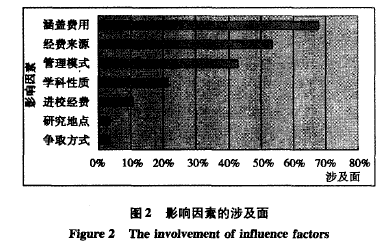 影响因素
涵盖费用
经费来源
管理模式
学科性质
进校经费
研究地点
争取方式
0% 10% 20% 30% 40% 50% 60% 70% 80%
涉及面
图2 影响因素的涉及面
Figure 2 The involvement of influence factors